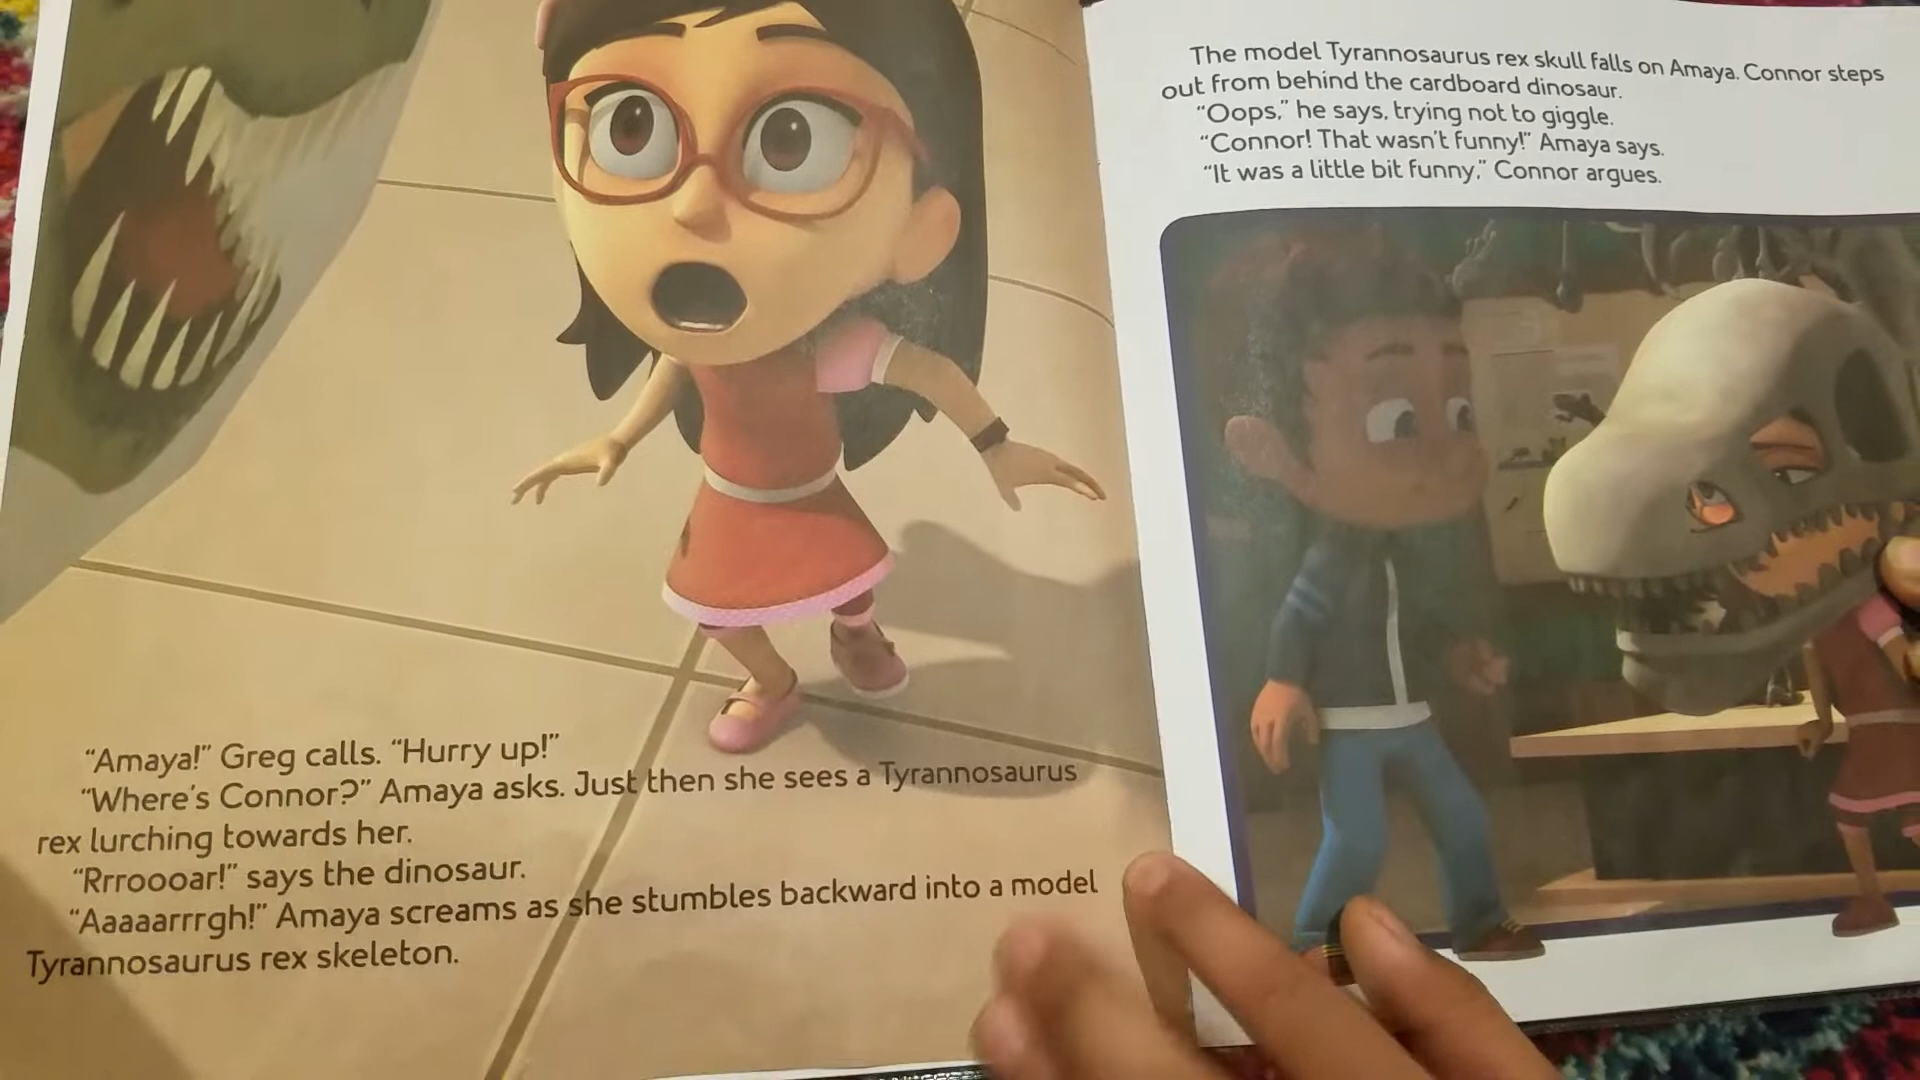 "Amaya!" Greg calls. "Hurry up!"
"Where's Connor?" Amaya asks. Just then she sees a Tyrannosaurus
rex lurching towards her.
"Rrroooar!" says the dinosaur.
"Aaaaarrrgh!" Amaya screams as she stumbles backward into a model
Tyrannosaurus rex skeleton.
The model Tyrannosaurus rex skull falls on Amaya. Connor steps
out from behind the cardboard dinosaur.
"Oops," he says, trying not to giggle.
"Connor! That wasn't funny!" Amaya says.
"It was a little bit funny," Connor argues.